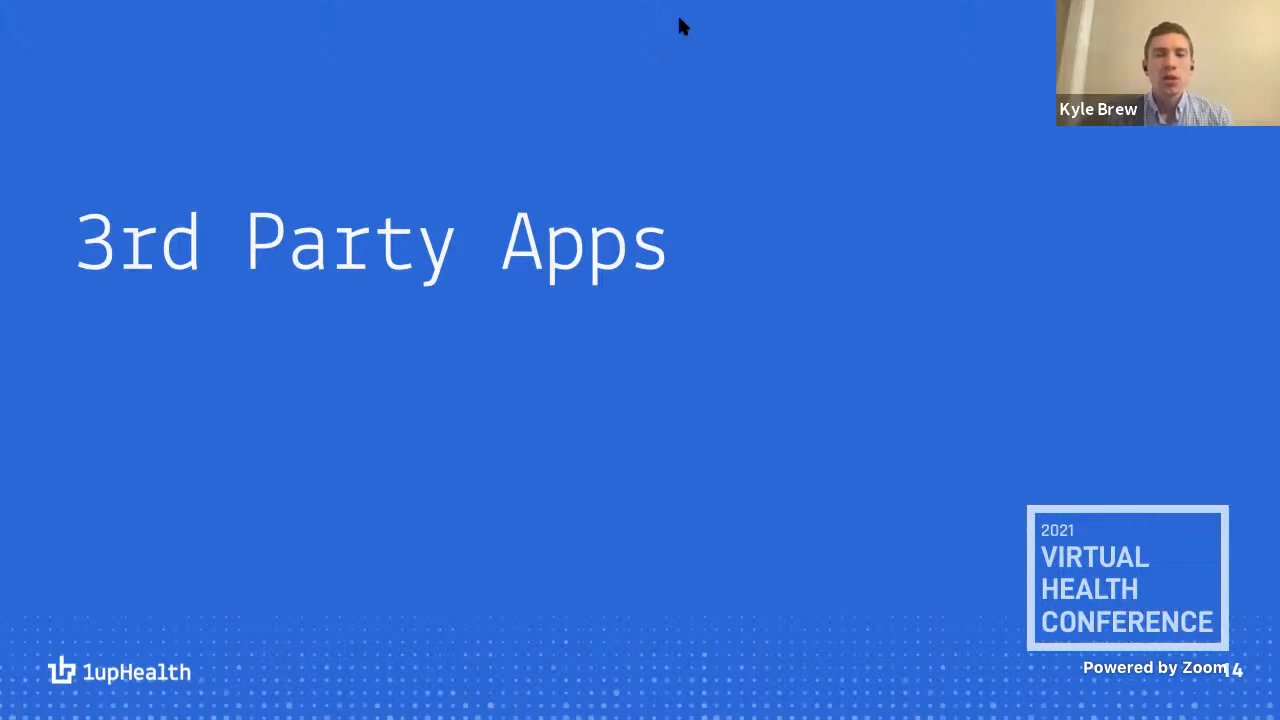 Kyle Brew
3rd Party Apps
2021
VIRTUAL
HEALTH
CONFERENCE
1upHealth
Powered by Zoom
14